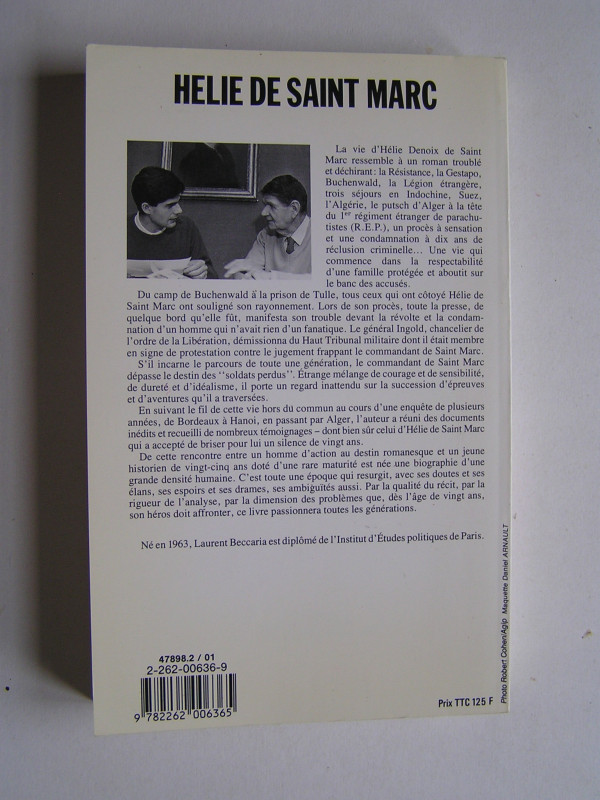 HELIE DE SAINT MARC
La vie d'Hélie Denoix de Saint
Marc ressemble à un roman troublé
et déchirant : la Résistance, la Gestapo,
Buchenwald, la Légion étrangère,
trois séjours en Indochine, Suez,
l'Algérie, le putsch d'Alger à la tête
du 1er régiment étranger de parachu-
tistes (R.E.P.), un procès à sensation
et une condamnation à dix ans de
réclusion criminelle... Une vie qui
commence dans la respectabilité
d'une famille protégée et aboutit sur
le banc des accusés.
Du camp de Buchenwald à la prison de Tulle, tous ceux qui ont côtoyé Hélie de
Saint Marc ont souligné son rayonnement. Lors de son procès, toute la presse, de
quelque bord qu'elle fût, manifesta son trouble devant la révolte et la condam-
nation d'un homme qui n'avait rien d'un fanatique. Le général Ingold, chancelier de
l'ordre de la Libération, démissionna du Haut Tribunal militaire dont il était membre
en signe de protestation contre le jugement frappant le commandant de Saint Marc.
S'il incarne le parcours de toute une génération, le commandant de Saint Marc
dépasse le destin des "soldats perdus". Étrange mélange de courage et de sensibilité,
de dureté et d'idéalisme, il porte un regard inattendu sur la succession d'épreuves
et d'aventures qu'il a traversées.
En suivant le fil de cette vie hors du commun au cours d'une enquête de plusieurs
années, de Bordeaux à Hanoi, en passant par Alger, l'auteur a réuni des documents
inédits et recueilli de nombreux témoignages – dont bien sûr celui d'Hélie de Saint Marc
qui a accepté de briser pour lui un silence de vingt ans.
De cette rencontre entre un homme d'action au destin romanesque et un jeune
historien de vingt-cinq ans doté d'une rare maturité est née une biographie d'une
grande densité humaine. C'est toute une époque qui resurgit, avec ses doutes et ses
élans, ses espoirs et ses drames, ses ambiguïtés aussi. Par la qualité du récit, par la
rigueur de l'analyse, par la dimension des problèmes que, dès l'âge de vingt ans,
son héros doit affronter, ce livre passionnera toutes les générations.
Né en 1963, Laurent Beccaria est diplômé de l'Institut d'Études politiques de Paris.
Photo Robert Cohen/Agip Maquette Daniel ARNAULT
47898.2 / 01
2-262-00636-9
9 782262 006365
Prix TTC 125 F